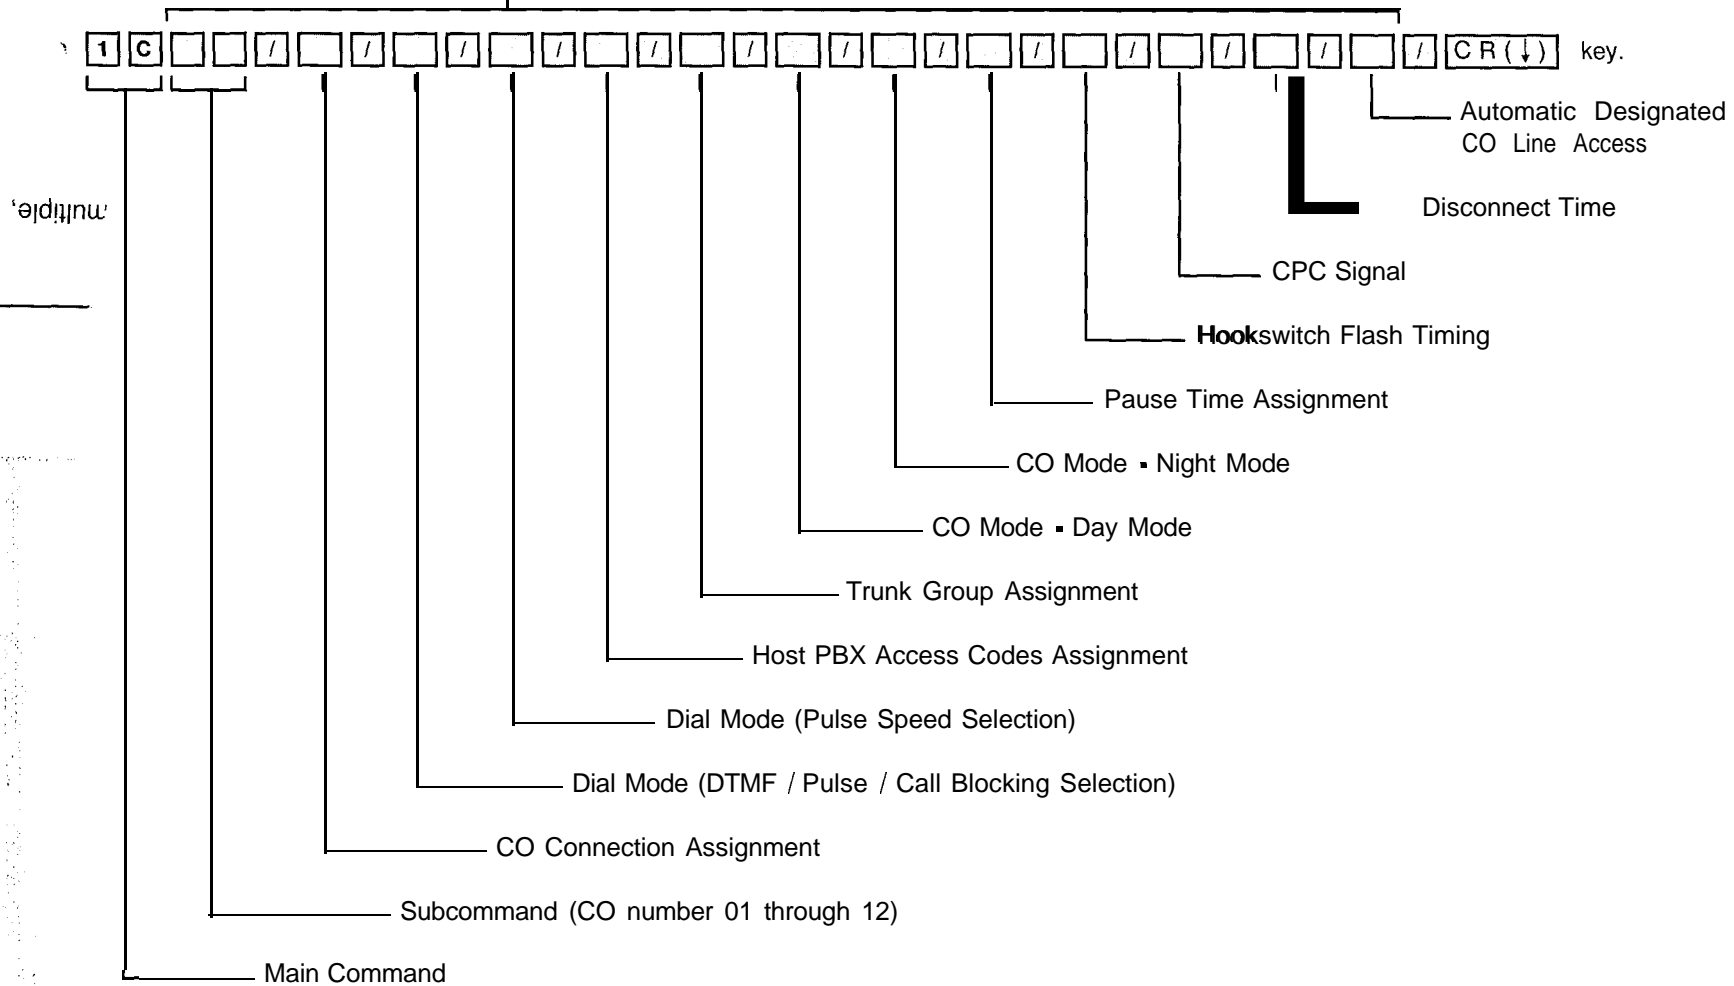 1 C / / / / / / / / / / / / / CR(↓) key.
Automatic Designated
CO Line Access
multiple,
Disconnect Time
CPC Signal
Hookswitch Flash Timing
Pause Time Assignment
CO Mode - Night Mode
CO Mode - Day Mode
Trunk Group Assignment
Host PBX Access Codes Assignment
Dial Mode (Pulse Speed Selection)
Dial Mode (DTMF / Pulse / Call Blocking Selection)
CO Connection Assignment
Subcommand (CO number 01 through 12)
Main Command